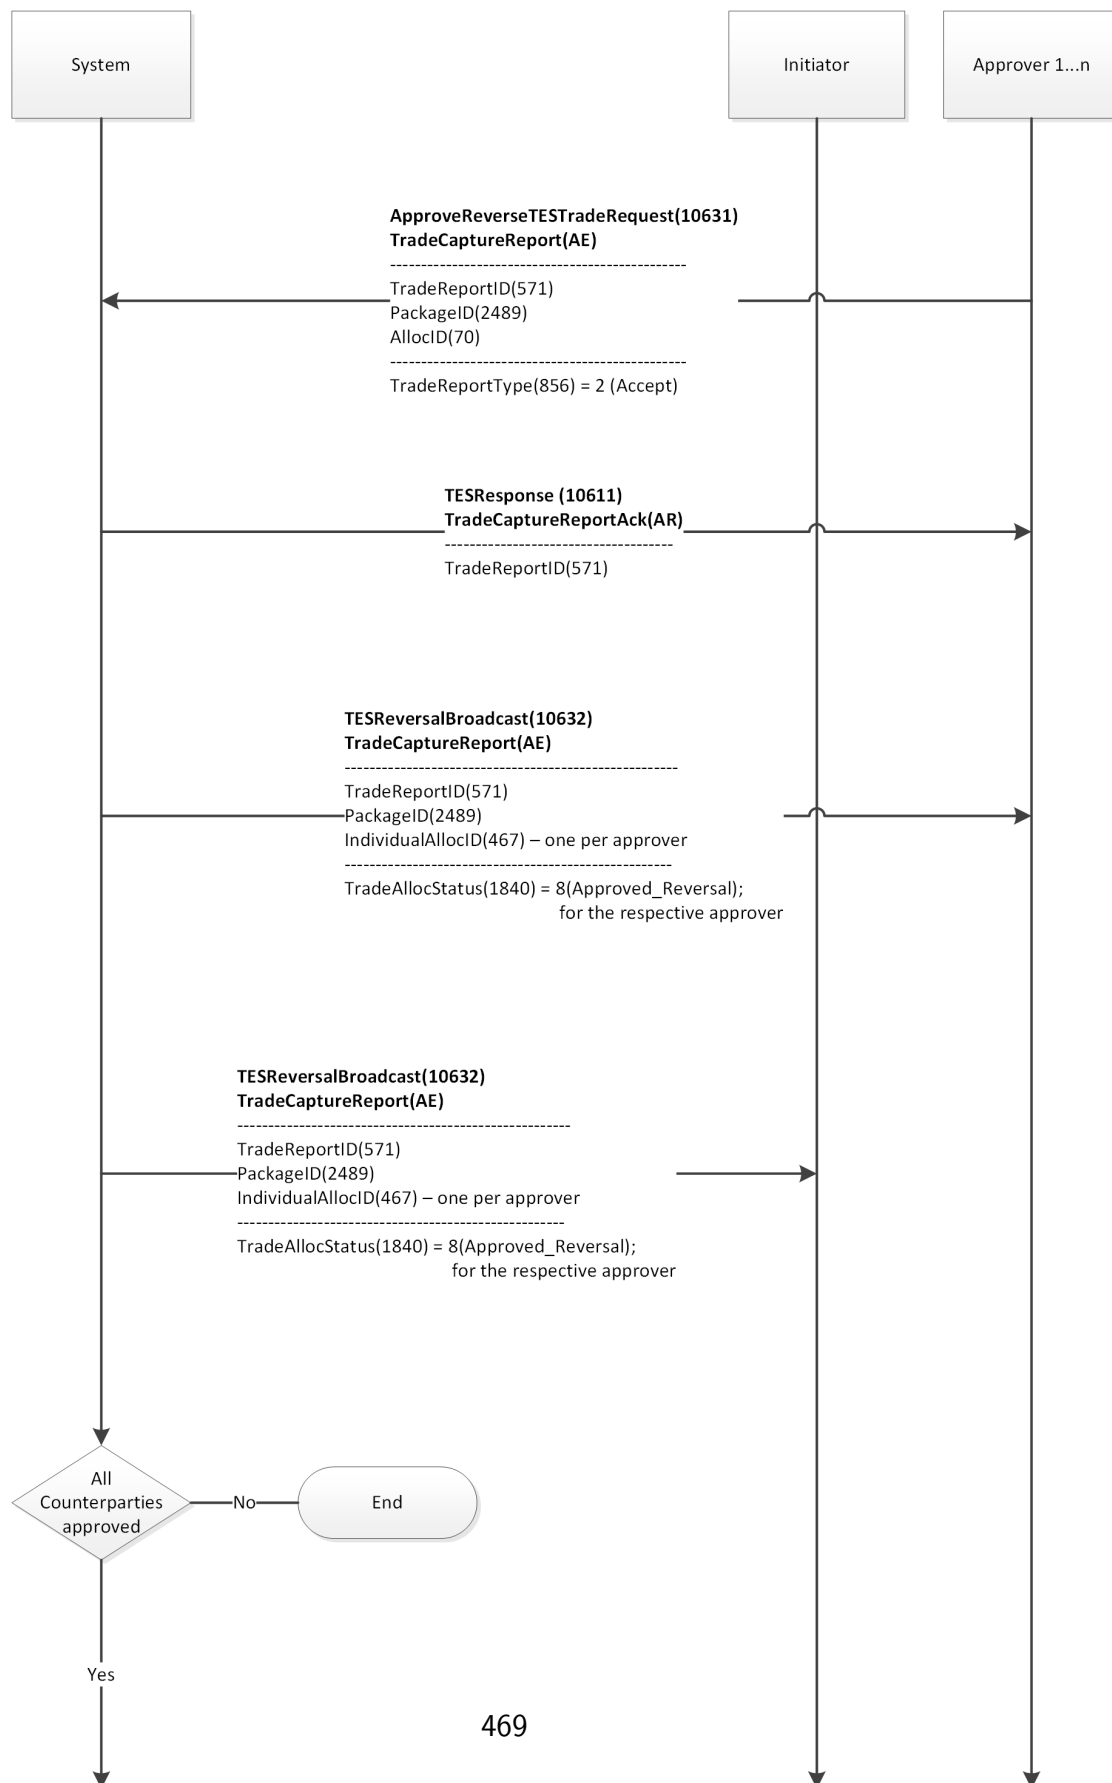 System
Initiator
Approver 1...n
ApproveReverseTESTradeRequest(10631)
TradeCaptureReport(AE)
------------------------------------------------
TradeReportID(571)
PackageID(2489)
AllocID(70)
------------------------------------------------
TradeReportType(856) = 2 (Accept)
TESResponse (10611)
TradeCaptureReportAck(AR)
-------------------------------------
TradeReportID(571)
TESReversalBroadcast(10632)
TradeCaptureReport(AE)
------------------------------------------------------
TradeReportID(571)
PackageID(2489)
IndividualAllocID(467) – one per approver
-----------------------------------------------------
TradeAllocStatus(1840) = 8(Approved_Reversal);
for the respective approver
TESReversalBroadcast(10632)
TradeCaptureReport(AE)
------------------------------------------------------
TradeReportID(571)
PackageID(2489)
IndividualAllocID(467) – one per approver
-----------------------------------------------------
TradeAllocStatus(1840) = 8(Approved_Reversal);
for the respective approver
All
Counterparties
approved
No
End
Yes
469